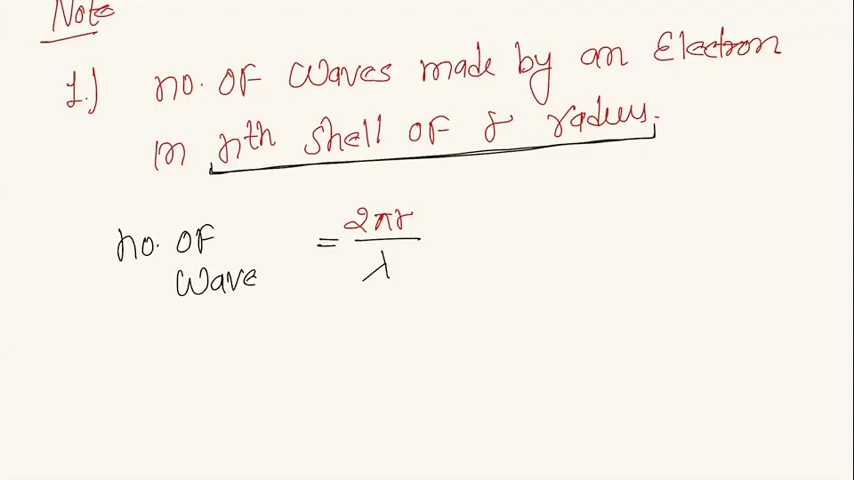 Note
1.) no. OF waves made by an Electron
in nth shell OF r radius.
no. OF = 2πr / λ
wave